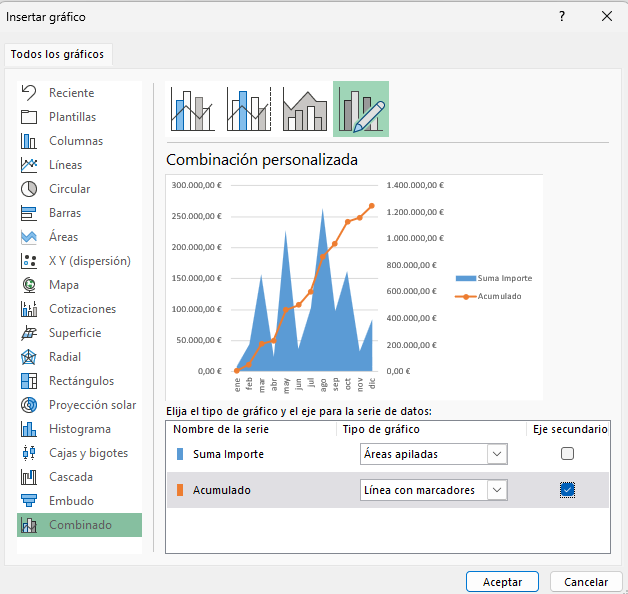 Insertar gráfico
?
Todos los gráficos
Reciente
Plantillas
Columnas
Líneas
Circular
Barras
Áreas
X Y (dispersión)
Mapa
Cotizaciones
Superficie
Radial
Rectángulos
Proyección solar
Histograma
Cajas y bigotes
Cascada
Embudo
Combinado
Combinación personalizada
300.000,00 €
250.000,00 €
200.000,00 €
150.000,00 €
100.000,00 €
50.000,00 €
0,00 €
1.400.000,00 €
1.200.000,00 €
1.000.000,00 €
800.000,00 €
600.000,00 €
400.000,00 €
200.000,00 €
0,00 €
ene feb mar abr may jun jul ago sep oct nov dic
Suma Importe
Acumulado
Elija el tipo de gráfico y el eje para la serie de datos:
Nombre de la serie Tipo de gráfico Eje secundario
Suma Importe Áreas apiladas
Acumulado Línea con marcadores
Aceptar Cancelar